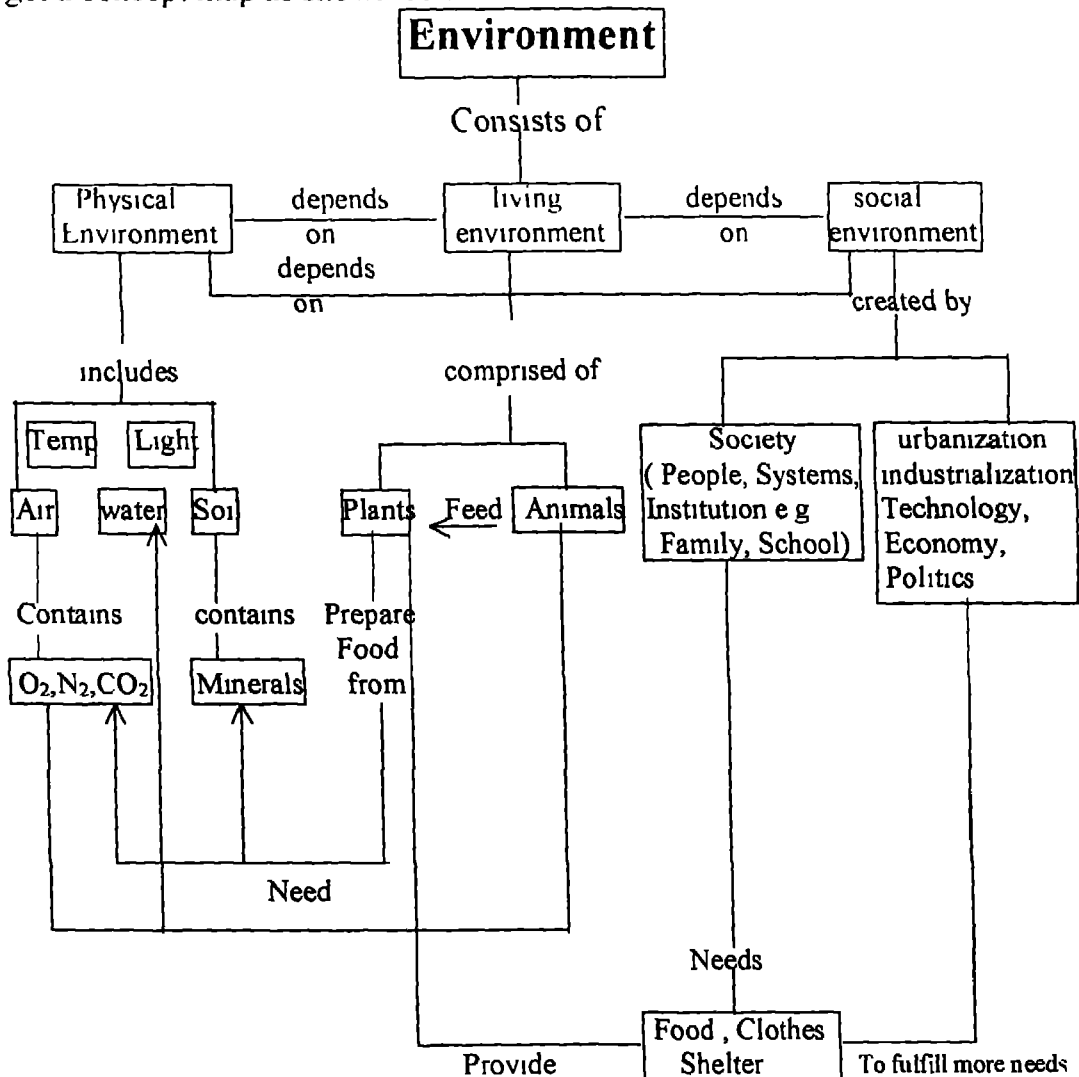 Environment
Consists of
Physical
Environment
depends
on
living
environment
depends
on
social
environment
depends
on
created by
includes
comprised of
Temp
Light
Society
( People, Systems,
Institution e g
Family, School)
urbanization
industrialization
Technology,
Economy,
Politics
Air
water
Soi
Plants
Feed
Animals
Contains
contains
Prepare
Food
from
O₂,N₂,CO₂
Minerals
Need
Needs
Food , Clothes
Shelter
Provide
To fulfill more needs